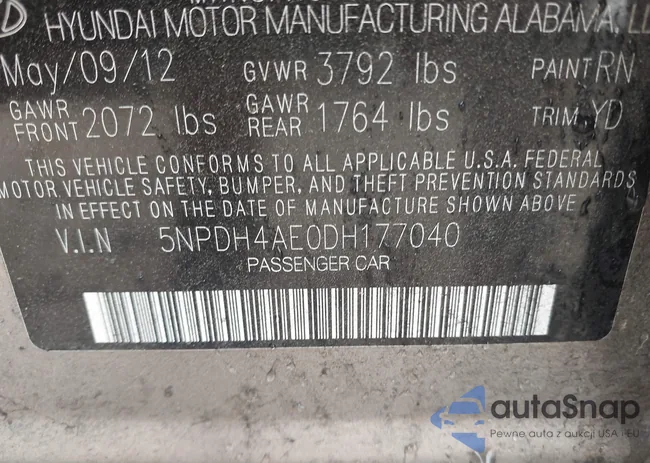 HYUNDAI MOTOR MANUFACTURING ALABAMA,
May/09/12 GVWR 3792 lbs PAINT RN
GAWR FRONT 2072 lbs GAWR REAR 1764 lbs TRIM YD
THIS VEHICLE CONFORMS TO ALL APPLICABLE U.S.A. FEDERAL
MOTOR VEHICLE SAFETY, BUMPER, AND THEFT PREVENTION STANDARDS
IN EFFECT ON THE DATE OF MANUFACTURE SHOWN ABOVE
V.I.N 5NPDH4AE0DH177040
PASSENGER CAR
autaSnap
Pewne auta z aukcji USA i EU